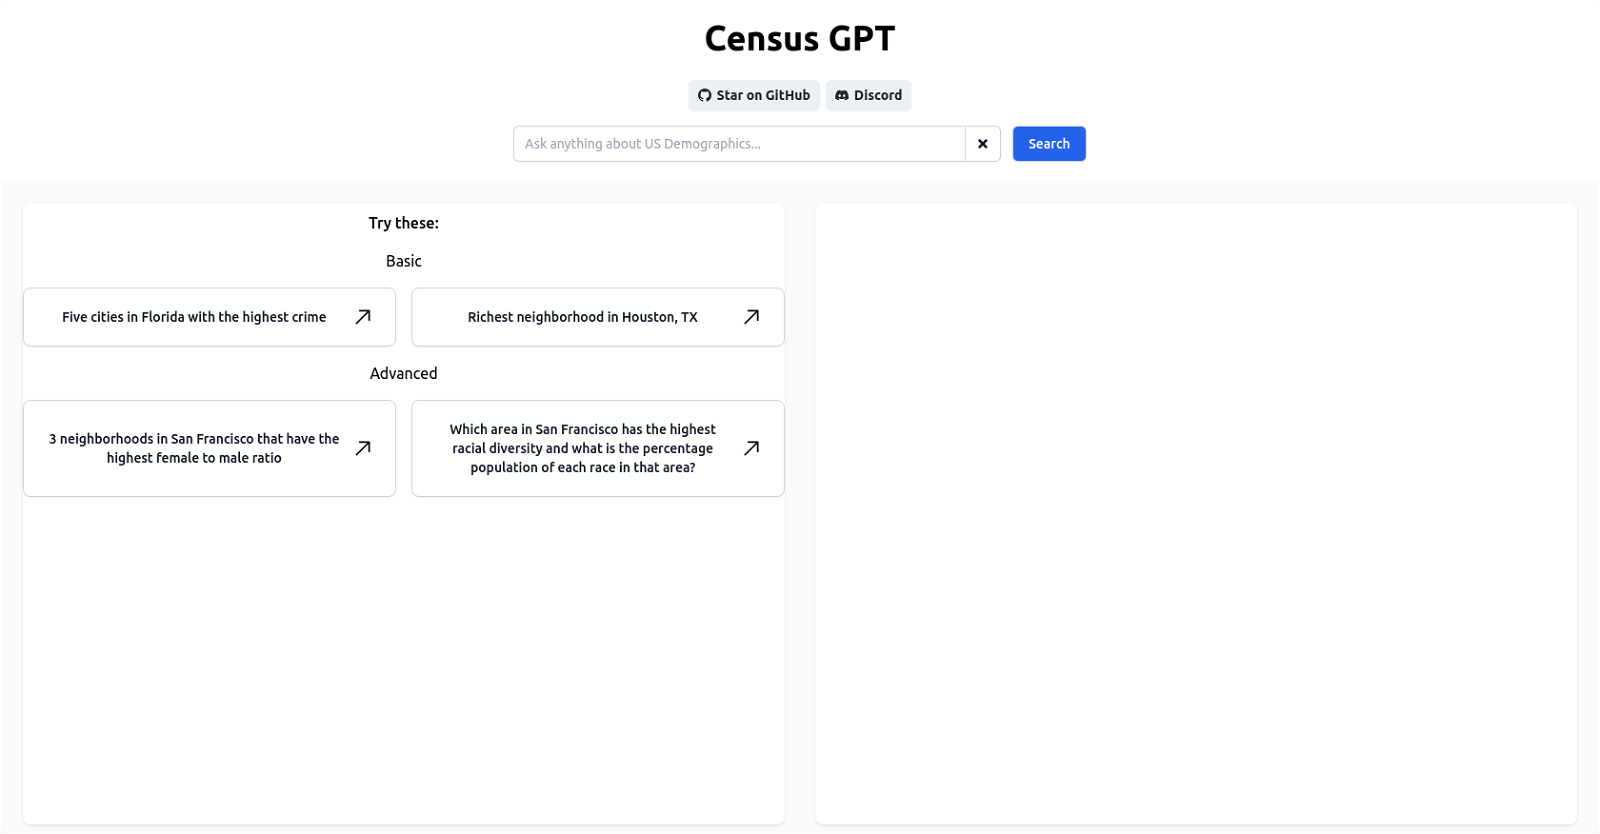 Census GPT
Star on GitHub
Discord
Ask anything about US Demographics...
Search
Try these:
Basic
Five cities in Florida with the highest crime
Richest neighborhood in Houston, TX
Advanced
3 neighborhoods in San Francisco that have the
highest female to male ratio
Which area in San Francisco has the highest
racial diversity and what is the percentage
population of each race in that area?